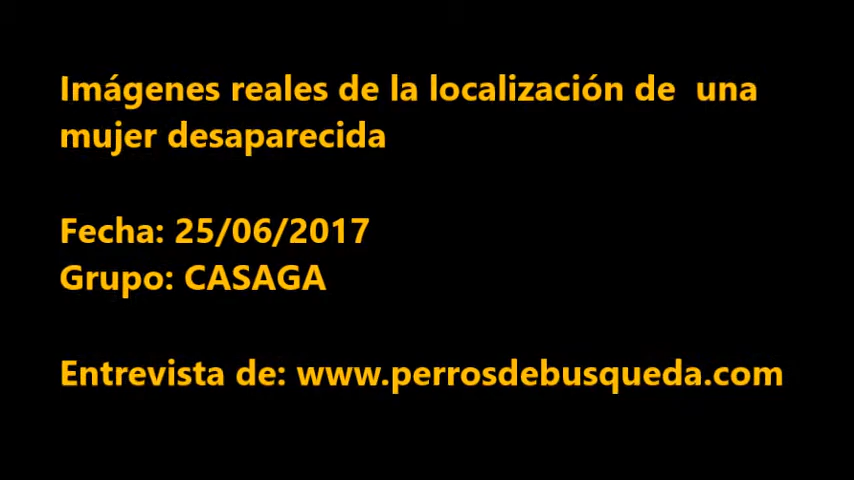 Imágenes reales de la localización de  una
mujer desaparecida
Fecha: 25/06/2017
Grupo: CASAGA
Entrevista de: www.perrosdebusqueda.com